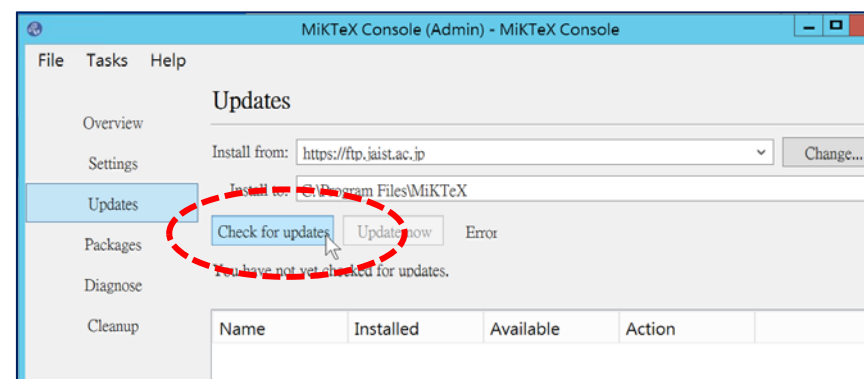 MiKTeX Console (Admin) - MiKTeX Console
File Tasks Help
Updates
Overview
Install from: https://ftp.jaist.ac.jp Change...
Settings
Install to: C:\Program Files\MiKTeX
Updates
Check for updates Update now Error
Packages
You have not yet checked for updates.
Diagnose
Cleanup
Name Installed Available Action